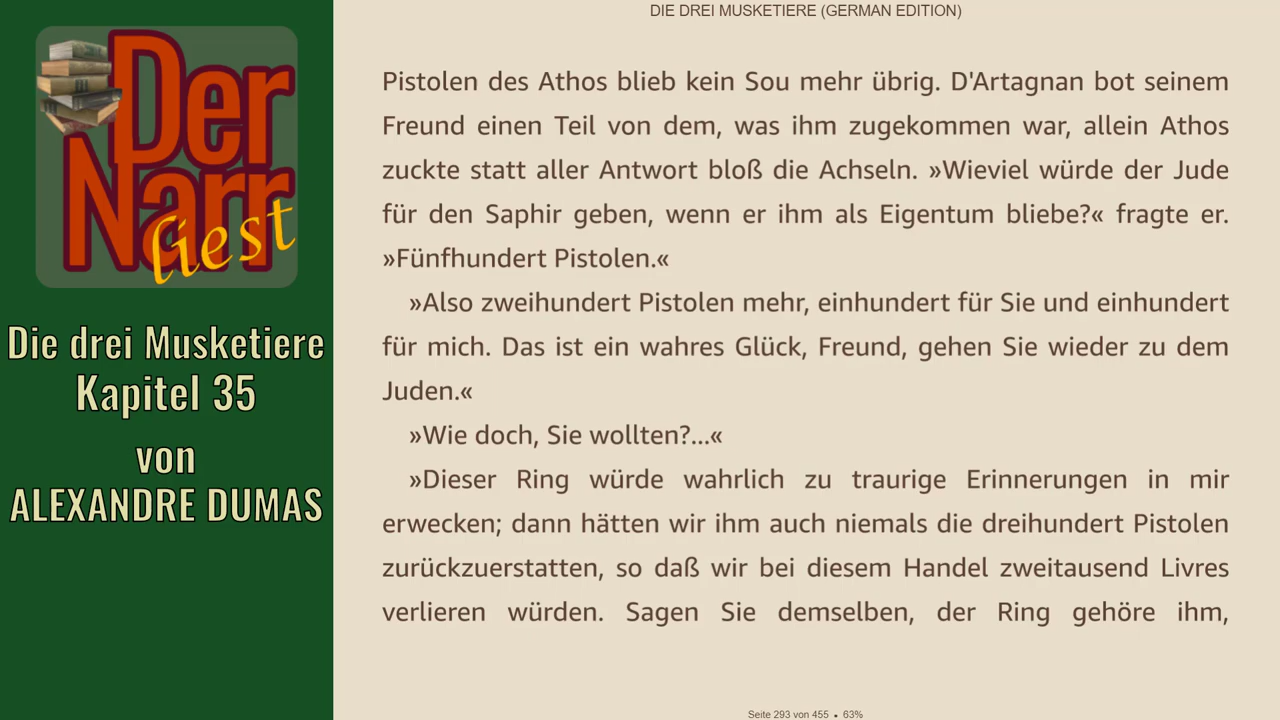 Der
Narr
liest
Die drei Musketiere
Kapitel 35
von
ALEXANDRE DUMAS
DIE DREI MUSKETIERE (GERMAN EDITION)
Pistolen des Athos blieb kein Sou mehr übrig. D'Artagnan bot seinem
Freund einen Teil von dem, was ihm zugekommen war, allein Athos
zuckte statt aller Antwort bloß die Achseln. »Wieviel würde der Jude
für den Saphir geben, wenn er ihm als Eigentum bliebe?« fragte er.
»Fünfhundert Pistolen.«
»Also zweihundert Pistolen mehr, einhundert für Sie und einhundert
für mich. Das ist ein wahres Glück, Freund, gehen Sie wieder zu dem
Juden.«
»Wie doch, Sie wollten?...«
»Dieser Ring würde wahrlich zu traurige Erinnerungen in mir
erwecken; dann hätten wir ihm auch niemals die dreihundert Pistolen
zurückzuerstatten, so daß wir bei diesem Handel zweitausend Livres
verlieren würden. Sagen Sie demselben, der Ring gehöre ihm,
Seite 293 von 455 • 63%